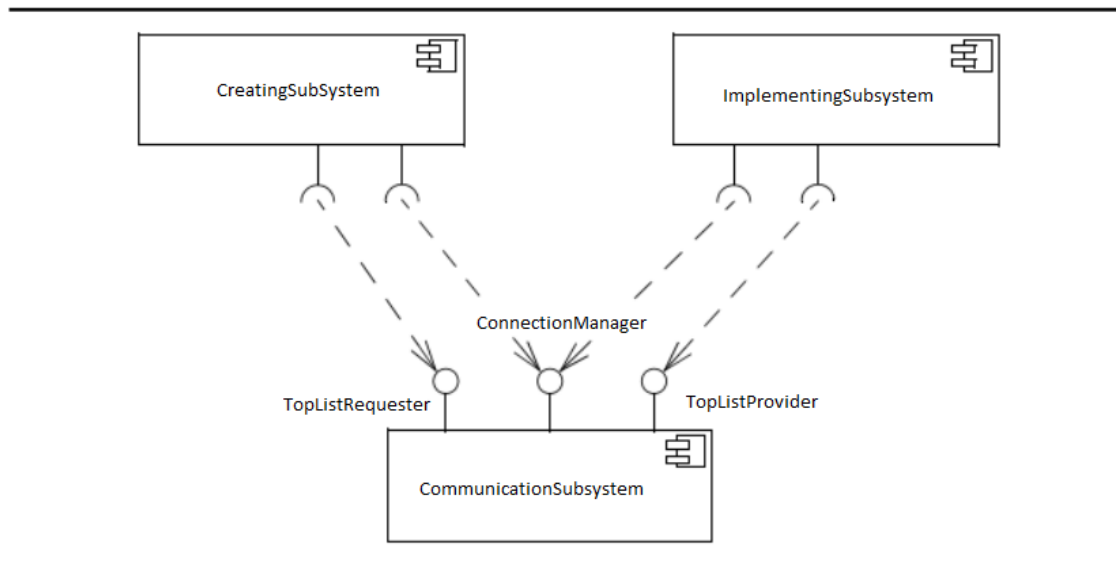 CreatingSubSystem
ImplementingSubsystem
ConnectionManager
TopListRequester
TopListProvider
CommunicationSubsystem